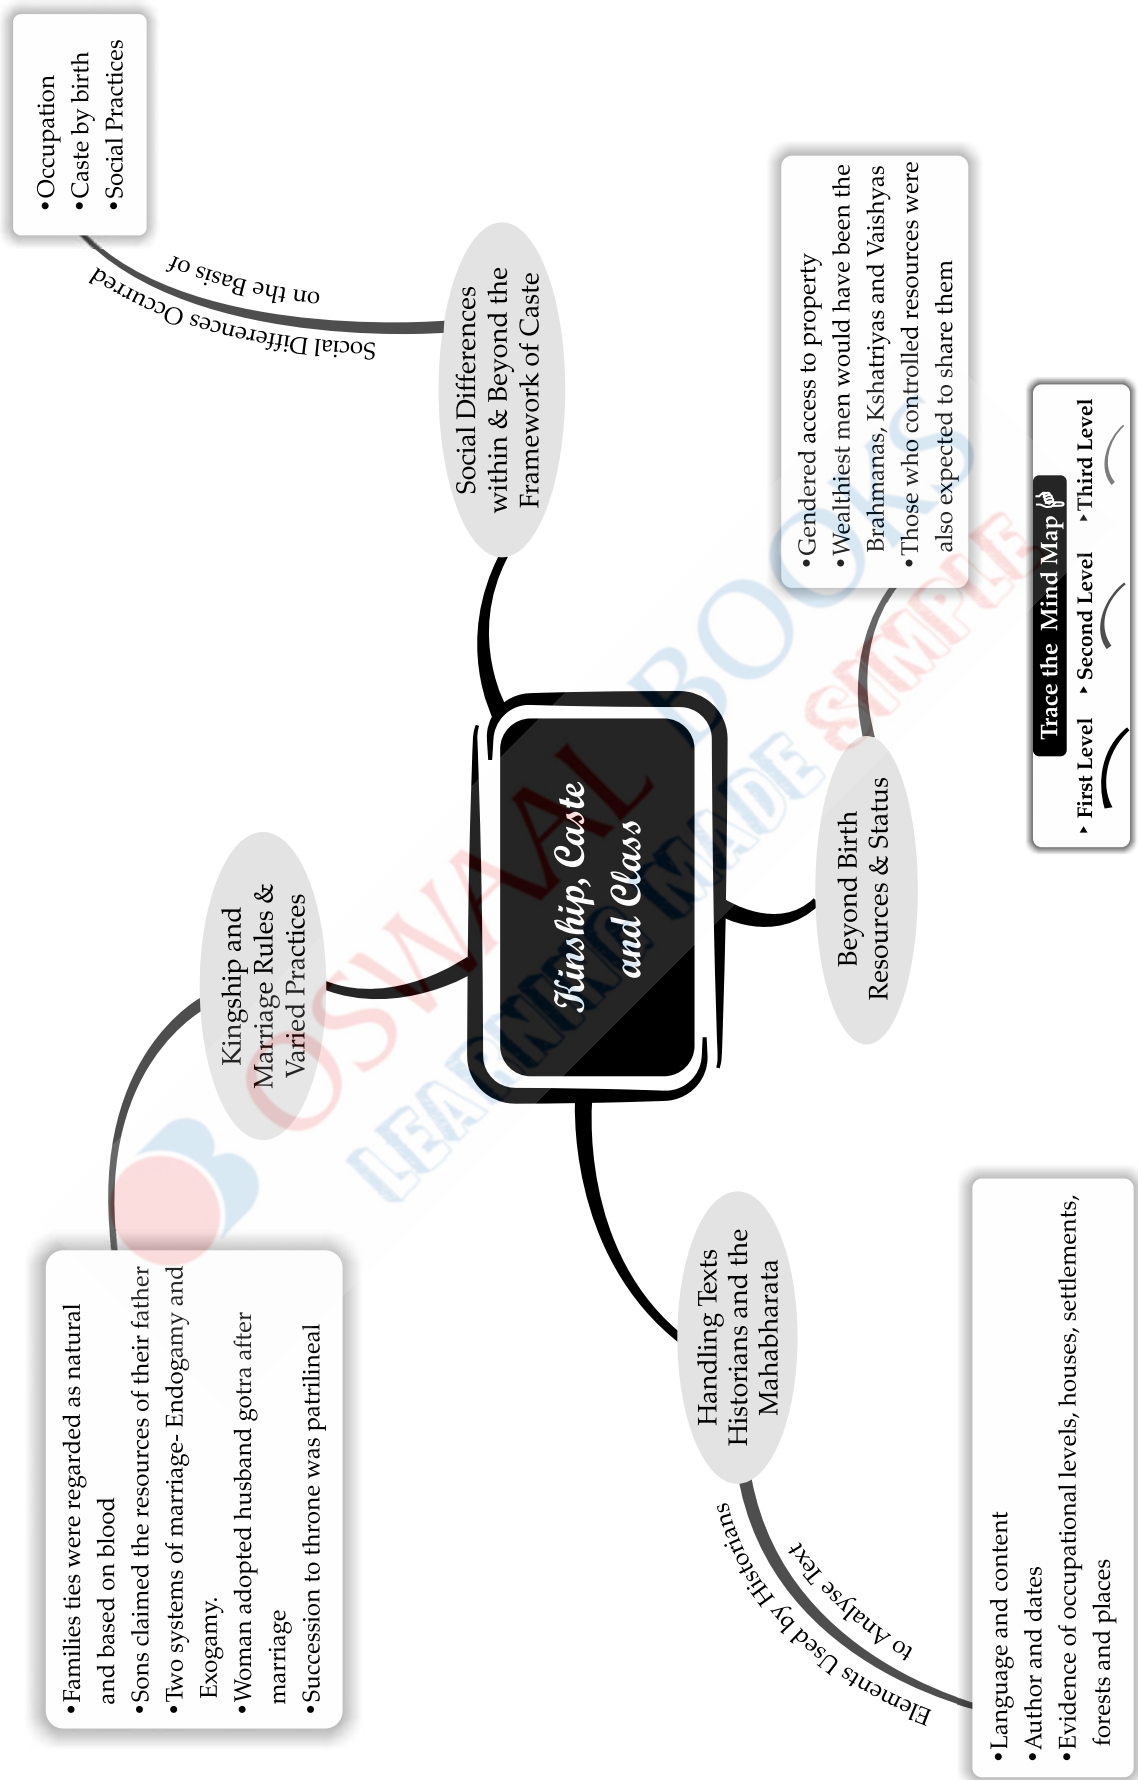 •Families ties were regarded as natural
and based on blood
•Sons claimed the resources of their father
•Two systems of marriage- Endogamy and
Exogamy.
•Woman adopted husband gotra after
marriage
•Succession to throne was patrilineal
Kingship and
Marriage Rules &
Varied Practices
•Occupation
•Caste by birth
•Social Practices
Social Differences Occurred
on the Basis of
Social Differences
within & Beyond the
Framework of Caste
Kinship, Caste
and Class
Handling Texts
Historians and the
Mahabharata
Elements Used by Historians
to Analyse Text
•Language and content
•Author and dates
•Evidence of occupational levels, houses, settlements,
forests and places
Beyond Birth
Resources & Status
•Gendered access to property
•Wealthiest men would have been the
Brahmanas, Kshatriyas and Vaishyas
•Those who controlled resources were
also expected to share them
Trace the Mind Map
First Level
Second Level
Third Level
OSWAAL BOOKS
LEARNING MADE SIMPLE